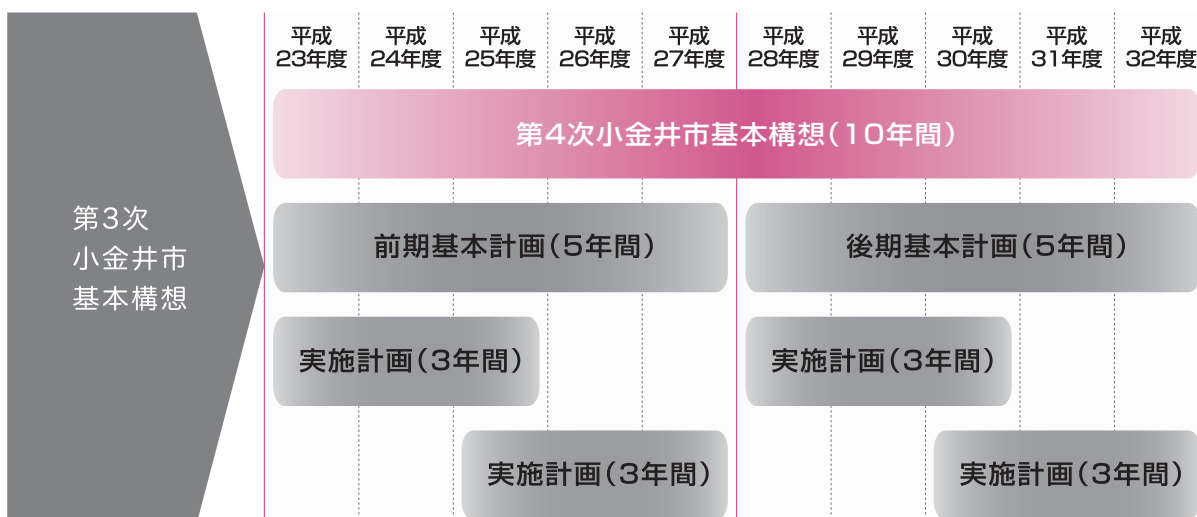 平成
23年度
平成
24年度
平成
25年度
平成
26年度
平成
27年度
平成
28年度
平成
29年度
平成
30年度
平成
31年度
平成
32年度
第4次小金井市基本構想(10年間)
第3次
小金井市
基本構想
前期基本計画(5年間)
後期基本計画(5年間)
実施計画(3年間)
実施計画(3年間)
実施計画(3年間)
実施計画(3年間)